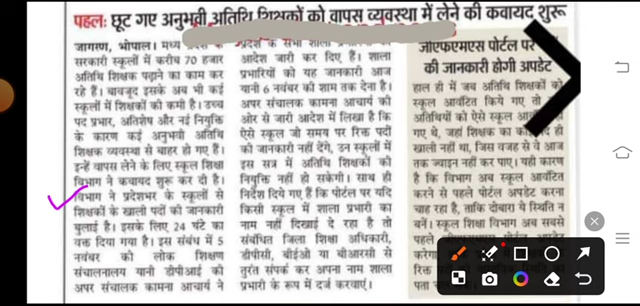 पहल: छूट गए अनुभवी अतिथि शिक्षकों को वापस व्यवस्था में लेने की कवायद शुरू
जागरण, भोपाल। मध्य प्रदेश के
सरकारी स्कूलों में करीब 70 हजार
अतिथि शिक्षक पढ़ाने का काम कर
रहे हैं। बावजूद इसके अब भी कई
स्कूलों में शिक्षकों की कमी है। उच्च
पद प्रभार, अतिशेष और नई नियुक्ति
के कारण कई अनुभवी अतिथि
शिक्षक व्यवस्था से बाहर हो गए हैं।
इन्हें वापस लेने के लिए स्कूल शिक्षा
विभाग ने कवायद शुरू कर दी है।
विभाग ने प्रदेशभर के स्कूलों से
शिक्षकों के खाली पदों को जानकारी
बुलाई है। इसके लिए 24 घंटे का
वक्त दिया गया है। इस संबंध में 5
नवंबर को लोक शिक्षण
संचालनालय यानी डीपीआई को
अपर संचालक कामना आचार्य ने
प्रदेश के सभी शाला
आदेश जारी कर दिए हैं। शाला
प्रभारियों को यह जानकारी आज
यानी 6 नवंबर की शाम तक देना है।
अपर संचालक कामना आचार्य की
ओर से जारी आदेश में लिखा है कि
ऐसे स्कूल जो समय पर रिक्त पदों
की जानकारी नहीं देंगे, उन स्कूलों में
इस सत्र में अतिथि शिक्षकों की
नियुक्ति नहीं हो सकेगी। साथ ही
निर्देश दिये गए हैं कि पोर्टल पर यदि
किसी स्कूल में शाला प्रभारी का
नाम नहीं दिखाई दे रहा है तो
संबंधित जिला शिक्षा अधिकारी,
डीपीसी, बीईओ या बीआरसी से
तुरंत संपर्क कर अपना नाम शाला
प्रभारी के रूप में दर्ज करवाएं।
जीएफएमएस पोर्टल पर
की जानकारी होगी अपडेट
हाल ही में जब अतिथि शिक्षकों को
स्कूल आवंटित किये गए तो
अतिथियों को ऐसे स्कूल
गए थे, जहां शिक्षक का ही
खाली नहीं था, जिस वजह से वे आज
तक ज्वाइन नहीं कर पाए। यही कारण
है कि विभाग अब स्कूल आवंटित
करने से पहले पोर्टल अपडेट करना
चाह रहा है, ताकि दोबारा ये स्थिति न
बनें। स्कूल शिक्षा विभाग अब सबसे
पहले
करेगा
रिक्त
पता